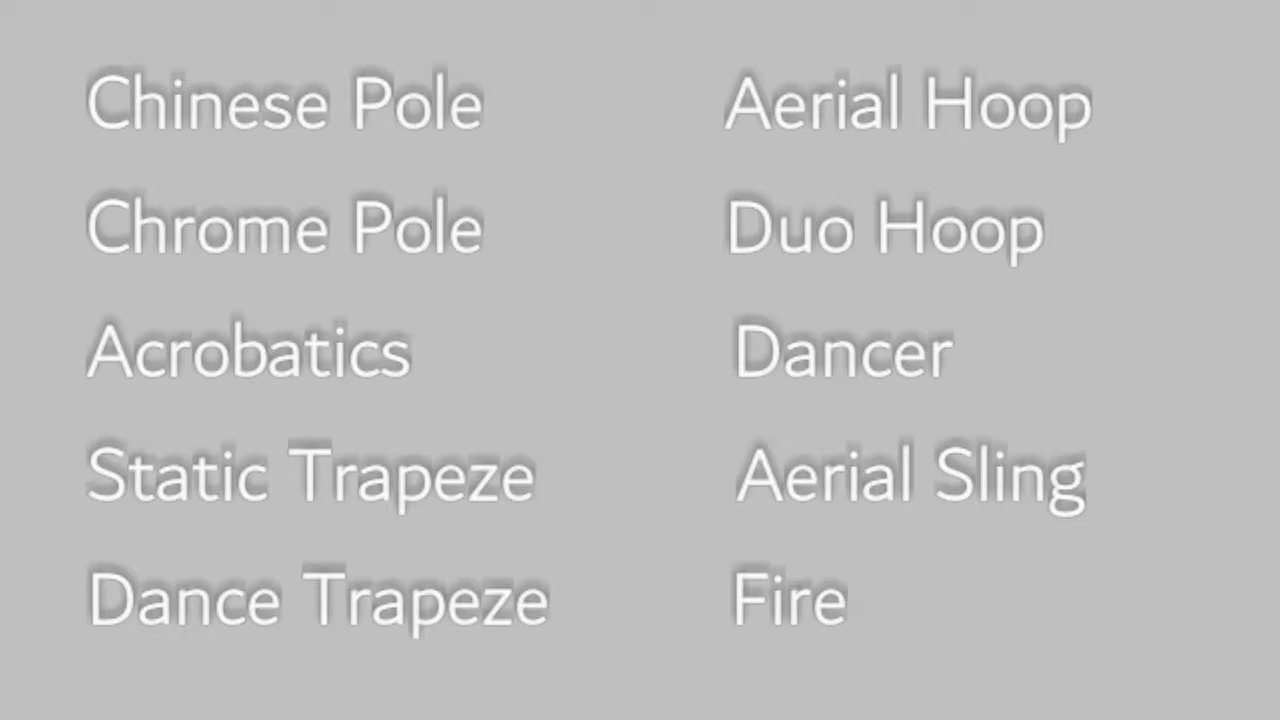 Chinese Pole
Chrome Pole
Acrobatics
Static Trapeze
Dance Trapeze
Aerial Hoop
Duo Hoop
Dancer
Aerial Sling
Fire